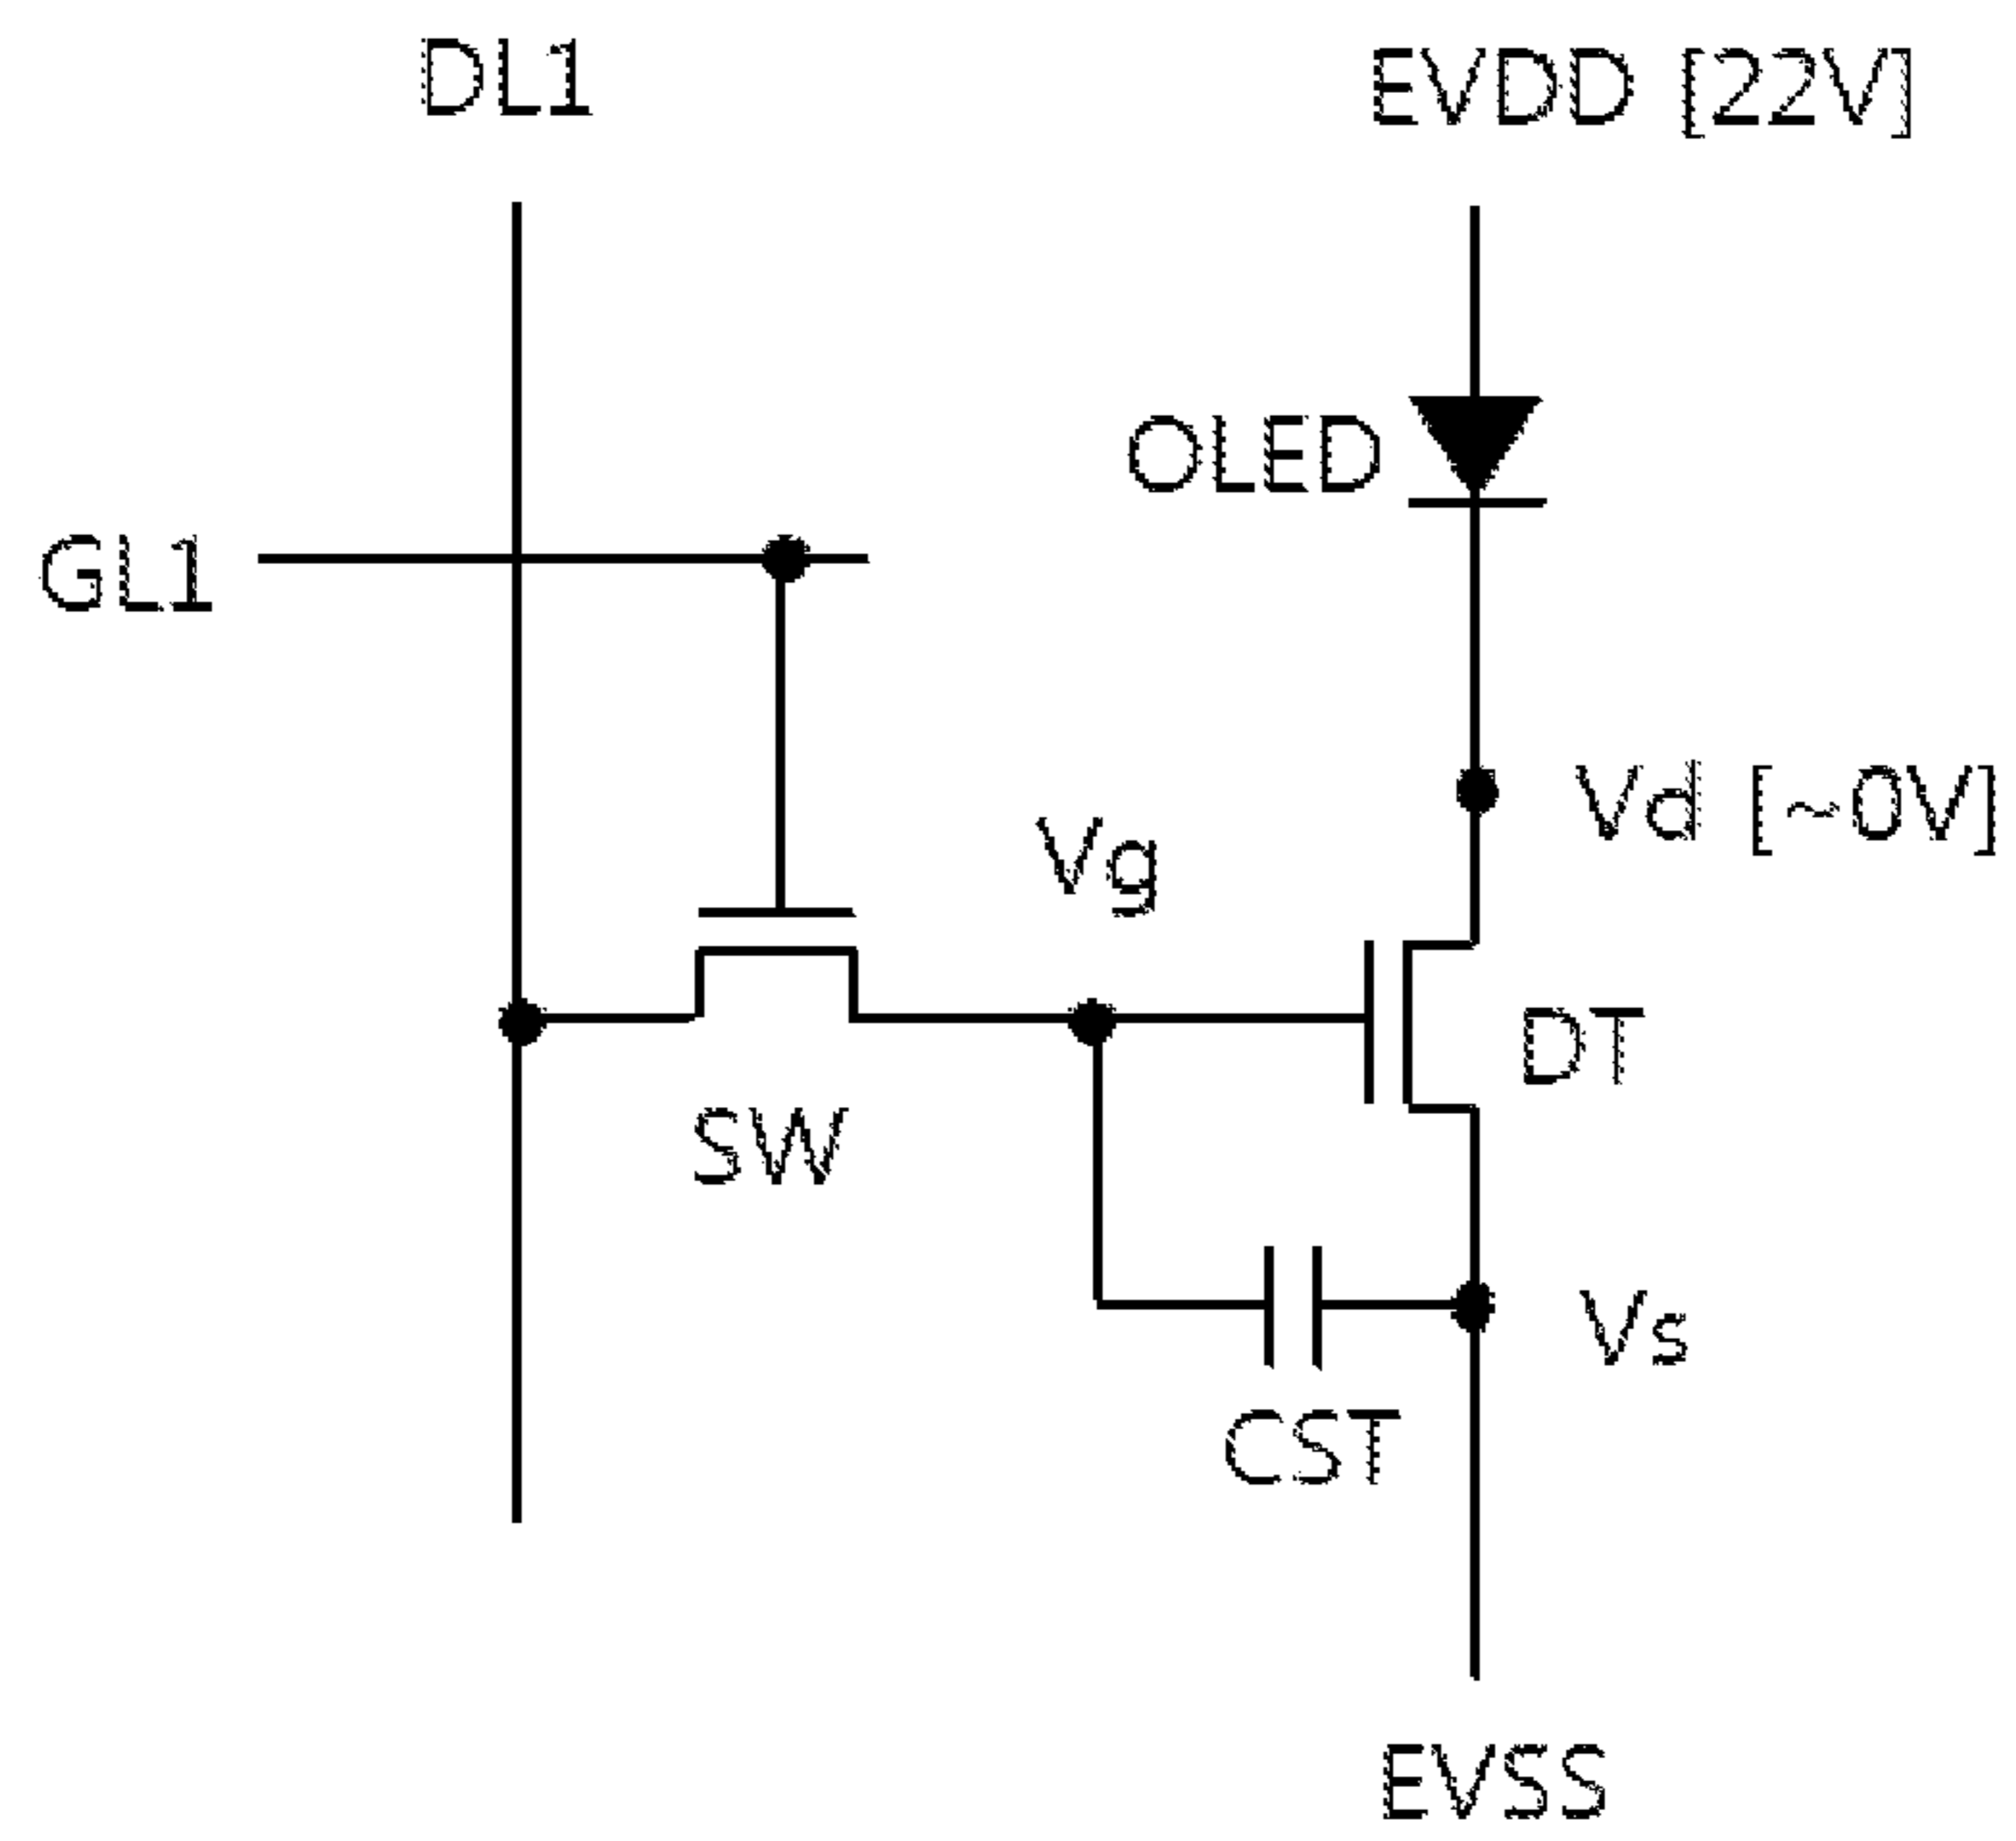 DL1
EVDD [22V]
OLED
GL1
Vd [~0V]
Vg
DT
SW
Vs
CST
EVSS